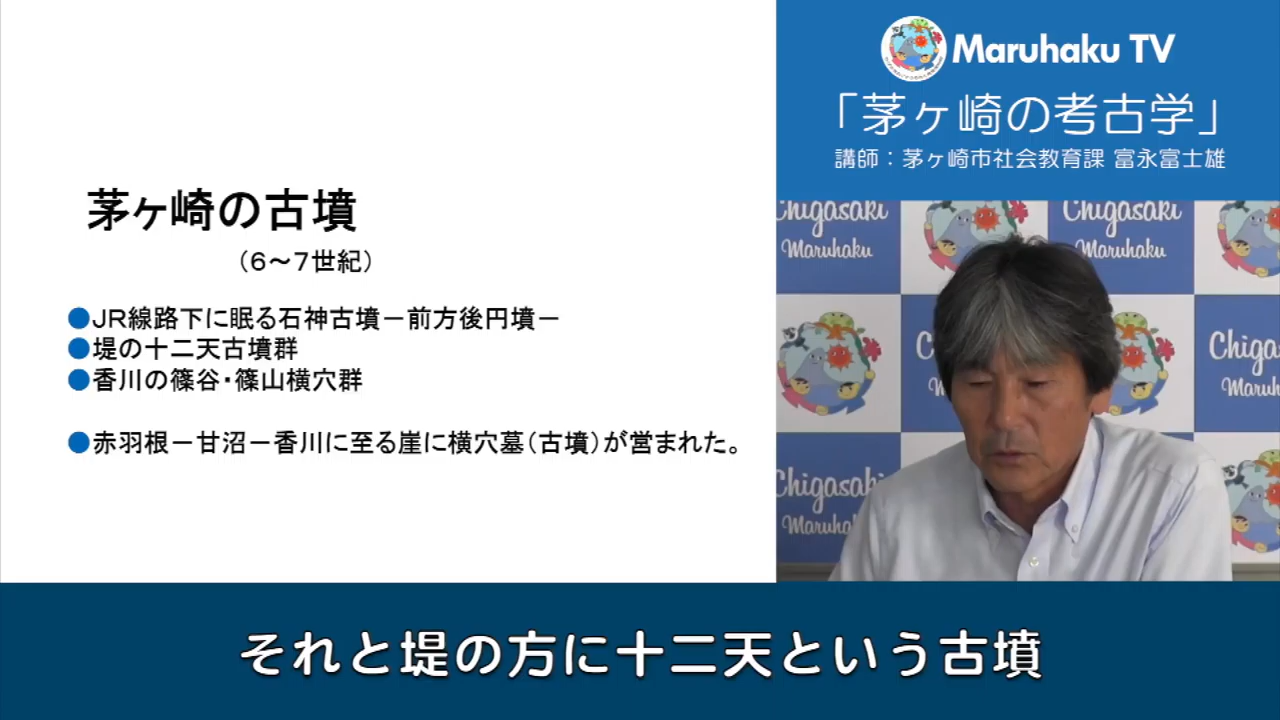 茅ヶ崎の古墳
（６～７世紀）
●ＪＲ線路下に眠る石神古墳－前方後円墳－
●堤の十二天古墳群
●香川の篠谷・篠山横穴群
●赤羽根－甘沼－香川に至る崖に横穴墓（古墳）が営まれた。
Maruhaku TV
「茅ヶ崎の考古学」
講師：茅ヶ崎市社会教育課 富永富士雄
Chigasaki
Maruhaku
Chigasaki
Maruhaku
Chigasaki
Maruhaku
それと堤の方に十二天という古墳